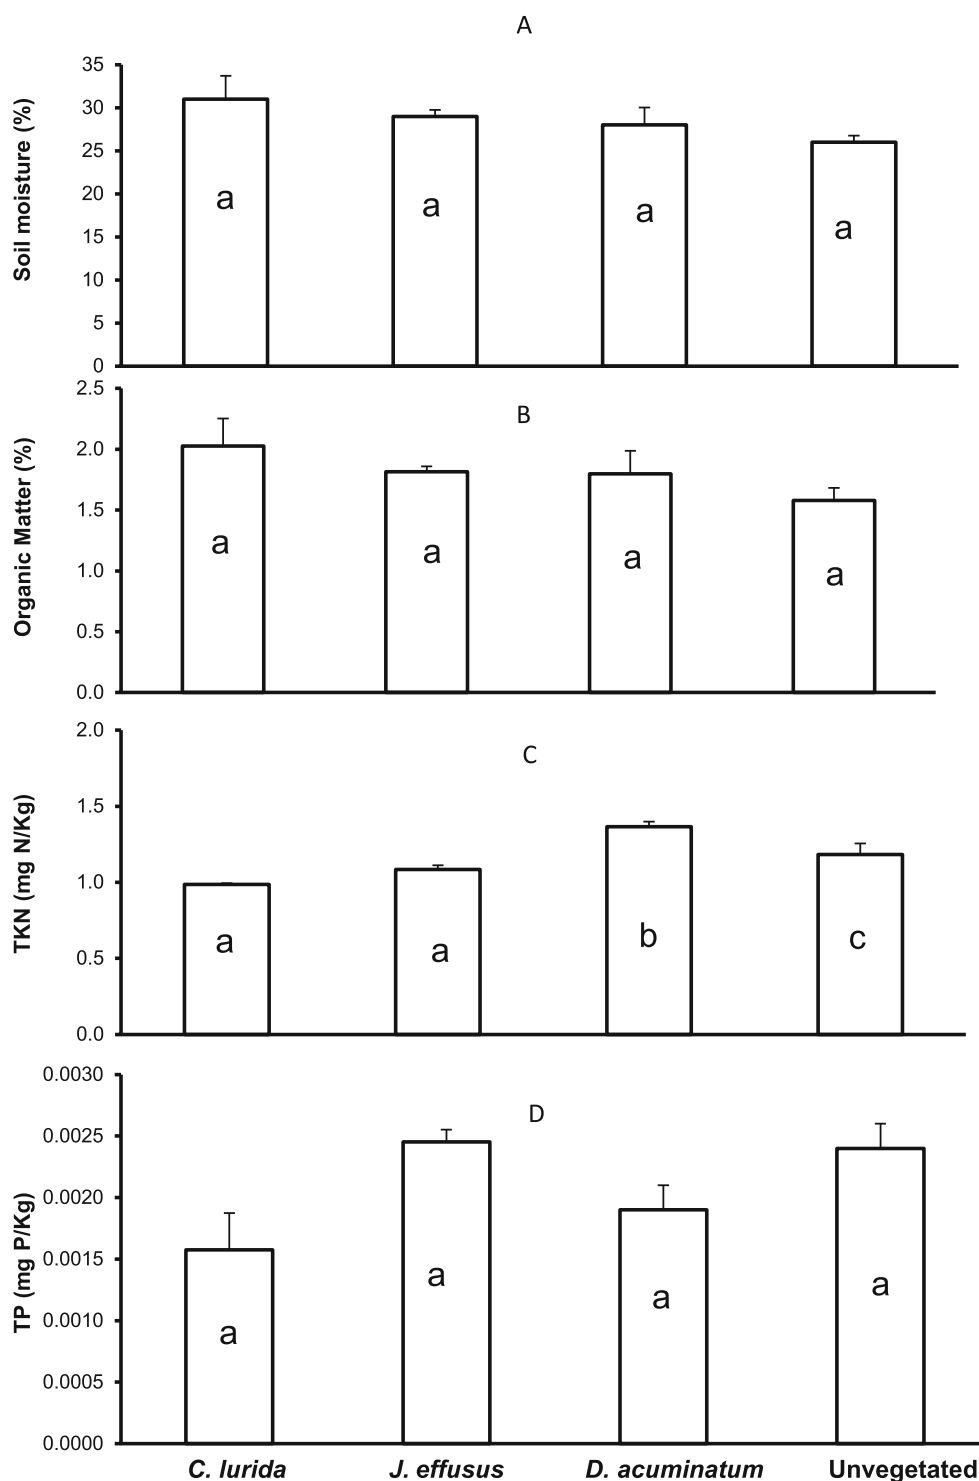 A
Soil moisture (%)
35
30
25
20
15
10
5
0
a
a
a
a
B
Organic Matter (%)
2.5
2.0
1.5
1.0
0.5
0.0
a
a
a
a
C
TKN (mg N/Kg)
2.0
1.5
1.0
0.5
0.0
a
a
b
c
D
TP (mg P/Kg)
0.0030
0.0025
0.0020
0.0015
0.0010
0.0005
0.0000
a
a
a
a
C. lurida J. effusus D. acuminatum Unvegetated